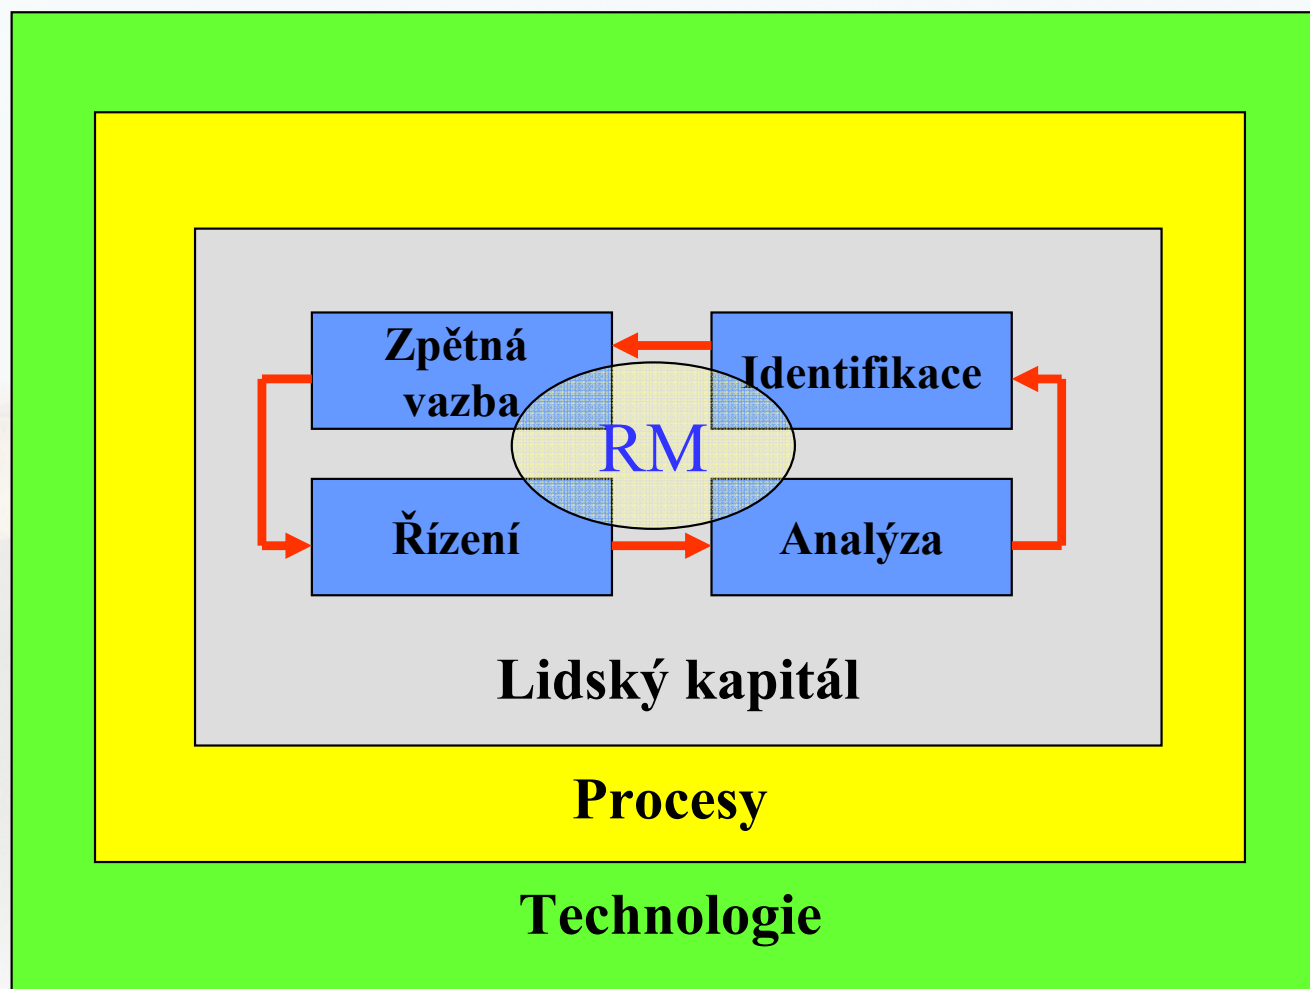 Zpětná
vazba
Identifikace
RM
Řízení
Analýza
Lidský kapitál
Procesy
Technologie